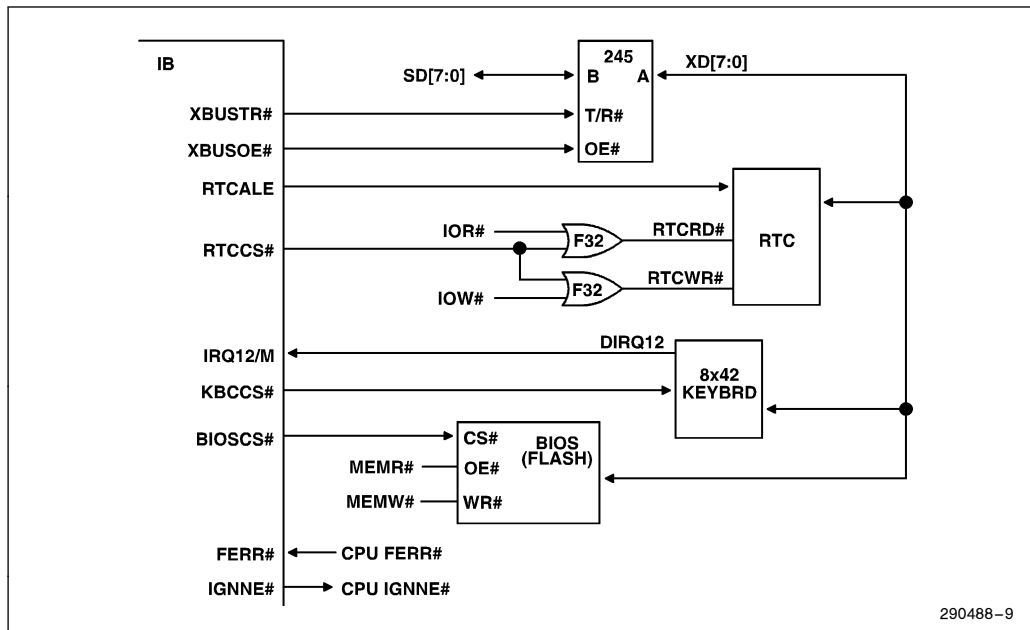 IB
245
SD[7:0]
B
A
XD[7:0]
XBUSTR#
T/R#
XBUSOE#
OE#
RTCALE
IOR#
F32
RTCRD#
RTC
RTCCS#
IOW#
F32
RTCWR#
DIRQ12
IRQ12/M
8x42
KEYBRD
KBCCS#
BIOSCS#
CS#
BIOS
(FLASH)
MEMR#
OE#
MEMW#
WR#
FERR#
CPU FERR#
IGNNE#
CPU IGNNE#
290488–9